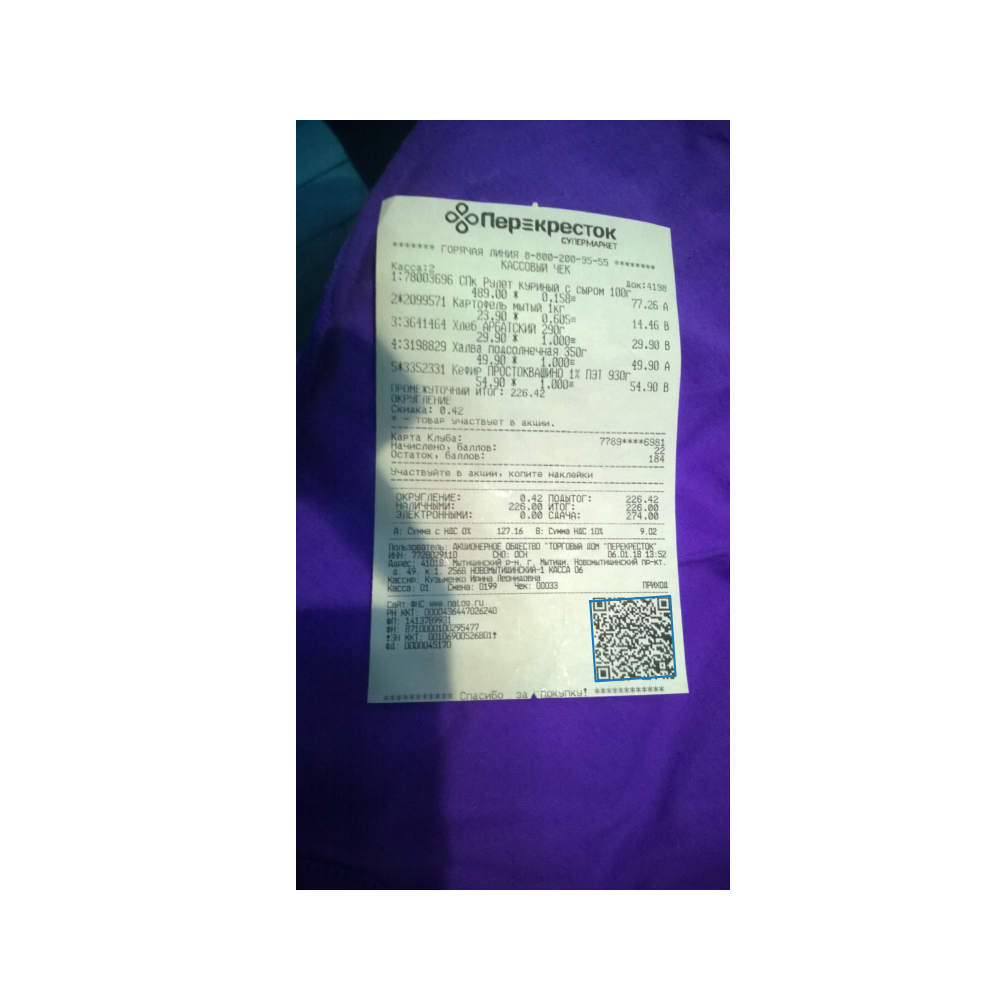 Перекресток
СУПЕРМАРКЕТ
******* ГОРЯЧАЯ ЛИНИЯ 8-800-200-95-55 *******
КАССОВЫЙ ЧЕК
Касса:2 Док:4198
1:78003696 СПк Рулет куриный с сыром 100г
489.00 * 0.158= 77.26 А
2*2099571 Картофель мытый 1кг
23.90 * 0.605= 14.46 В
3:3641464 Хлеб АРБАТСКИЙ 290г
29.90 * 1.000= 29.90 В
4:3198829 Халва подсолнечная 350г
49.90 * 1.000= 49.90 А
5*3352331 Кефир ПРОСТОКВАШИНО 1% ПЭТ 930г
54.90 * 1.000= 54.90 В
ПРОМЕЖУТОЧНЫЙ ИТОГ: 226.42
ОКРУГЛЕНИЕ
Скидка: 0.42
* - товар участвует в акции.
Карта Клуба: 7789****6981
Начислено, баллов: 22
Остаток, баллов: 184
Участвуйте в акции, копите наклейки
ОКРУГЛЕНИЕ: 0.42 ПОДЫТОГ: 226.42
НАЛИЧНЫМИ: 226.00 ИТОГ: 226.00
ЭЛЕКТРОННЫМИ: 0.00 СДАЧА: 274.00
А: Сумма с НДС 0% 127.16 В: Сумма НДС 10% 9.02
Пользователь: АКЦИОНЕРНОЕ ОБЩЕСТВО "ТОРГОВЫЙ ДОМ "ПЕРЕКРЕСТОК"
ИНН: 7728029110 СНО: ОСН 06.01.18 13:52
Адрес: 41018, Мытищинский р-н, г. Мытищи, Новомытищинский пр-кт,
д. 49, к.1, 2568 НОВОМЫТИЩИНСКИЙ-1 КАССА 06
Кассир: Кузьменко Ирина Леонидовна
Касса: 01 Смена: 0199 Чек: 00033 ПРИХОД
Сайт ФНС www.nalog.ru
РН ККТ: 0000436447026240
ФП: 1413709931
ФН: 8710000100295477
!ЗН ККТ: 00106900526801!
ФД: 0000045170
*********** Спасибо за покупку! ************